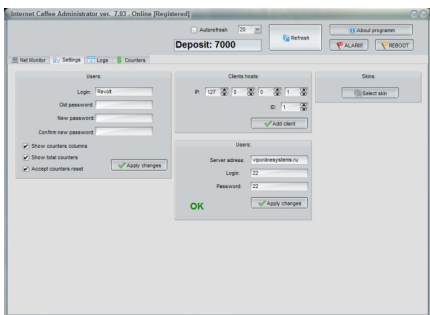 Internet Caffee Administrator ver. 7.03 - Online [Registered]
Autorefresh 20
Refresh
About programm
Deposit: 7000
ALARM
REBOOT
Net Monitor Settings Logs Counters
Users:
Login: Revolt
Old password:
New password:
Confirm new password:
Show counters columns
Show total counters
Accept counters reset
Apply changes
Clients hosts:
IP: 127 0 0 1
ID: 1
Add client
Users:
Server adress: viponlinesystems.ru
Login: 22
Password: 22
OK
Apply changes
Skins:
Select skin